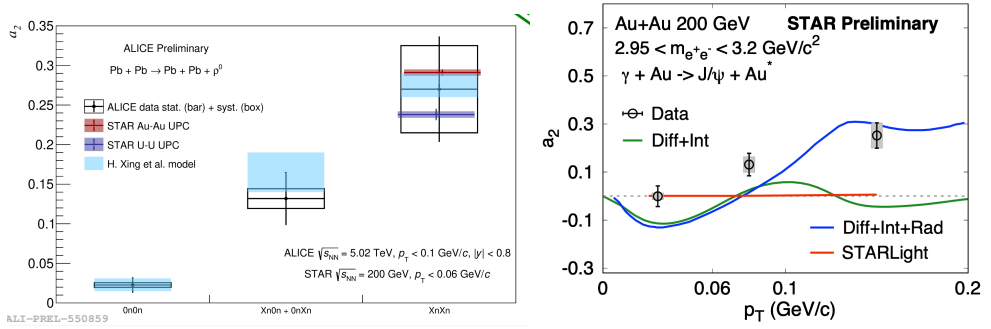 0.35
a₂
0.3
0.25
0.2
0.15
0.1
0.05
0
ALICE Preliminary
Pb + Pb → Pb + Pb + ρ⁰
ALICE data stat. (bar) + syst. (box)
STAR Au-Au UPC
STAR U-U UPC
H. Xing et al. model
ALICE √sNN = 5.02 TeV, pT < 0.1 GeV/c, |y| < 0.8
STAR √sNN = 200 GeV, pT < 0.06 GeV/c
0n0n
Xn0n + 0nXn
XnXn
ALI-PREL-550859
Au+Au 200 GeV
STAR Preliminary
2.95 < mₑ⁺ₑ⁻ < 3.2 GeV/c²
γ + Au -> J/ψ + Au*
Data
Diff+Int
a₂
0.7
0.5
0.3
0.1
-0.1
-0.3
Diff+Int+Rad
STARLight
0
0.06
0.1
0.2
pT (GeV/c)